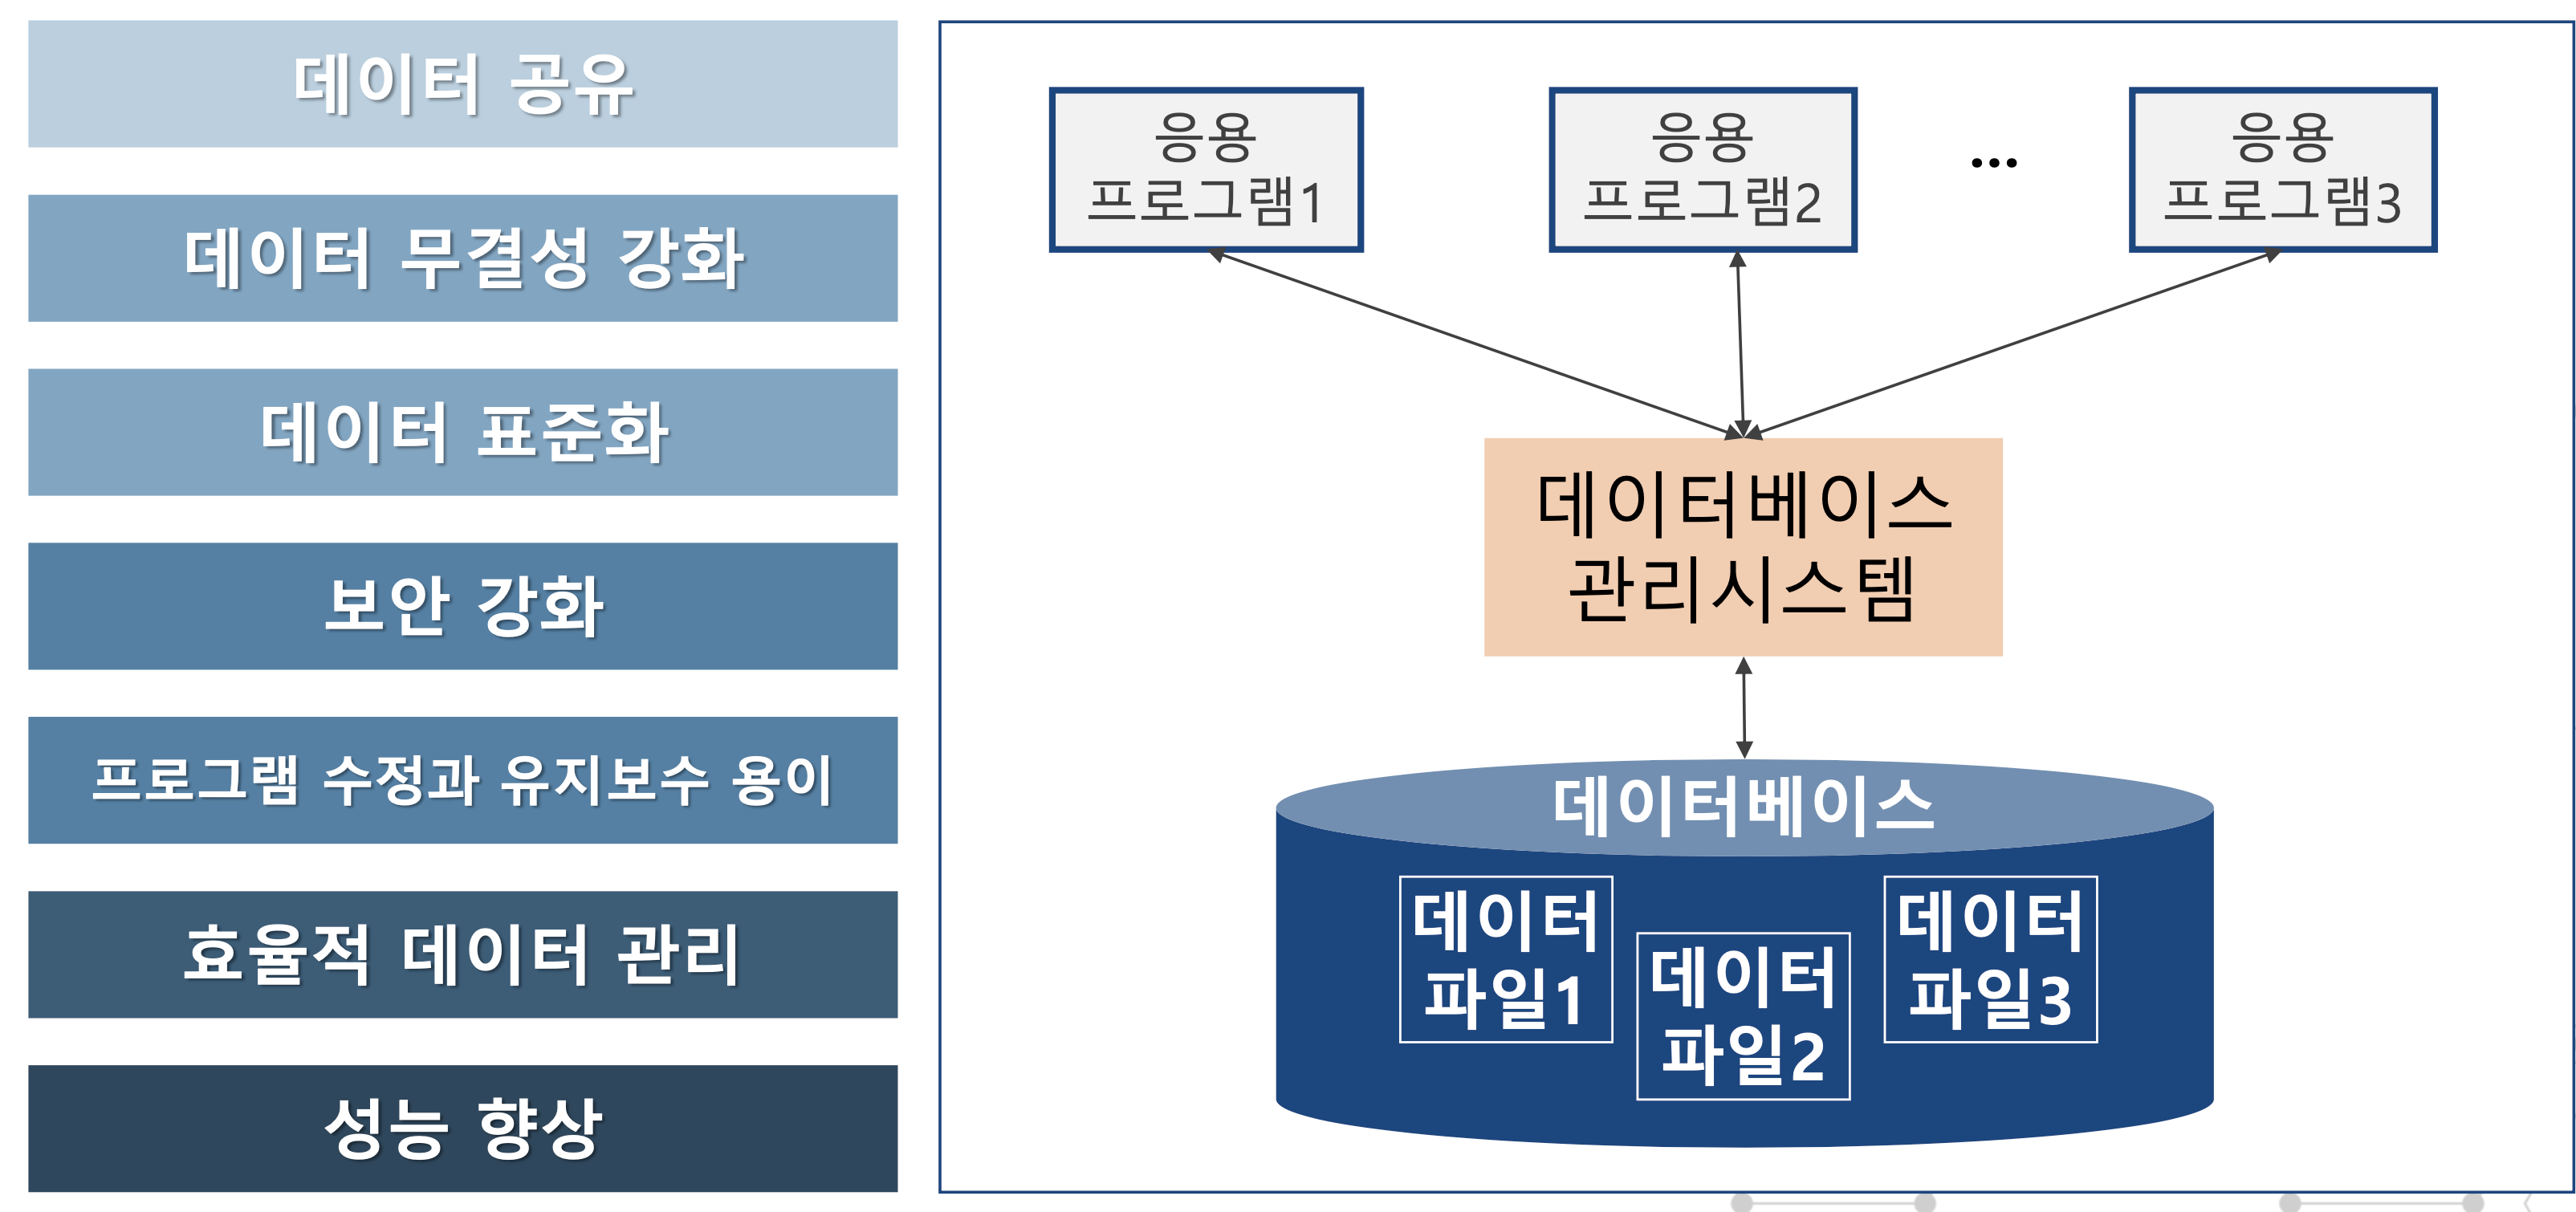 데이터 공유
데이터 무결성 강화
데이터 표준화
보안 강화
프로그램 수정과 유지보수 용이
효율적 데이터 관리
성능 향상
응용
프로그램1
응용
프로그램2
...
응용
프로그램3
데이터베이스
관리시스템
데이터베이스
데이터
파일1
데이터
파일2
데이터
파일3